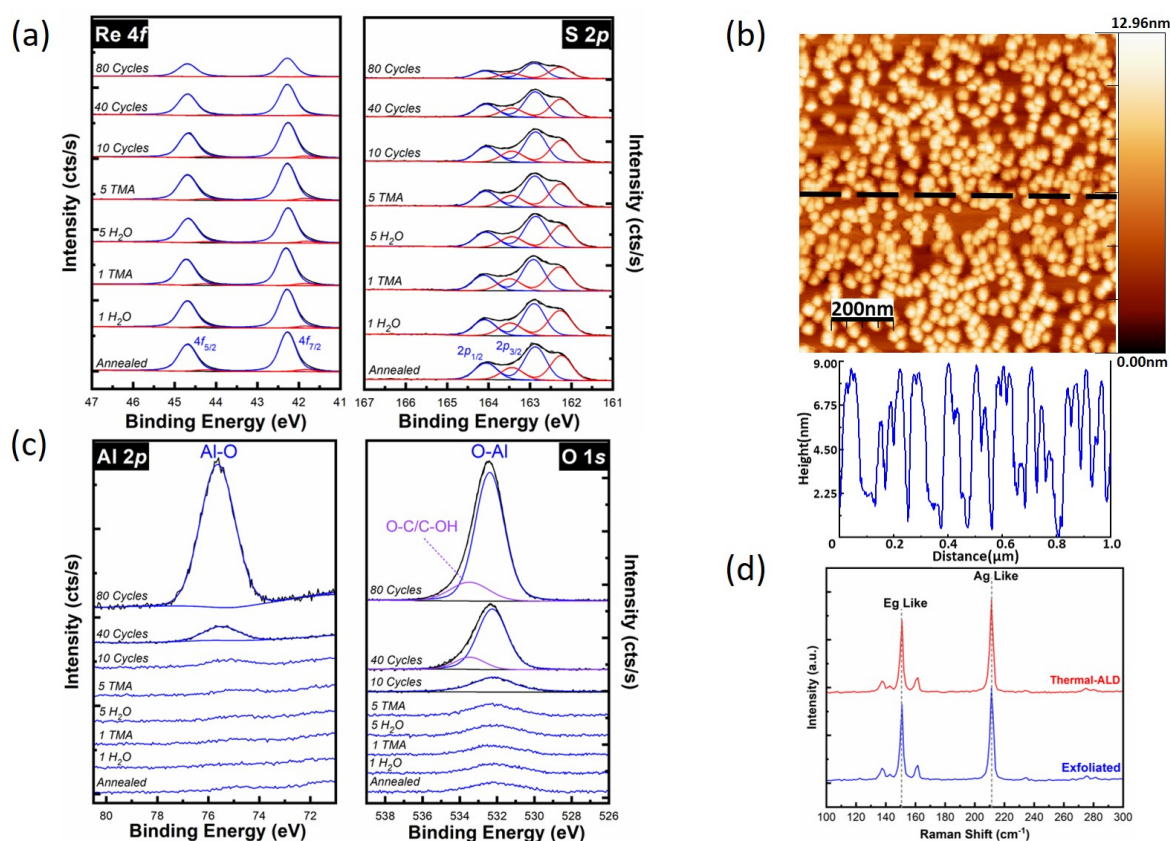 (a)
Re 4f
80 Cycles
40 Cycles
10 Cycles
5 TMA
5 H2O
1 TMA
1 H2O
Annealed
4f5/2
4f7/2
47 46 45 44 43 42 41
Binding Energy (eV)
Intensity (cts/s)
S 2p
80 Cycles
40 Cycles
10 Cycles
5 TMA
5 H2O
1 TMA
1 H2O
Annealed
2p1/2
2p3/2
167 166 165 164 163 162 161
Binding Energy (eV)
Intensity (cts/s)
(b)
12.96nm
200nm
0.00nm
9.00
6.75
4.50
2.25
0
Height(nm)
0.2 0.4 0.6 0.8 1.0
Distance(μm)
(c)
Al 2p
Al-O
80 Cycles
40 Cycles
10 Cycles
5 TMA
5 H2O
1 TMA
1 H2O
Annealed
80 78 76 74 72
Binding Energy (eV)
Intensity (cts/s)
O-Al
O 1s
O-C/C-OH
80 Cycles
40 Cycles
10 Cycles
5 TMA
5 H2O
1 TMA
1 H2O
Annealed
538 536 534 532 530 528 526
Binding Energy (eV)
Intensity (cts/s)
(d)
Ag Like
Eg Like
Thermal-ALD
Exfoliated
Intensity (a.u.)
100 120 140 160 180 200 220 240 260 280 300
Raman Shift (cm-1)